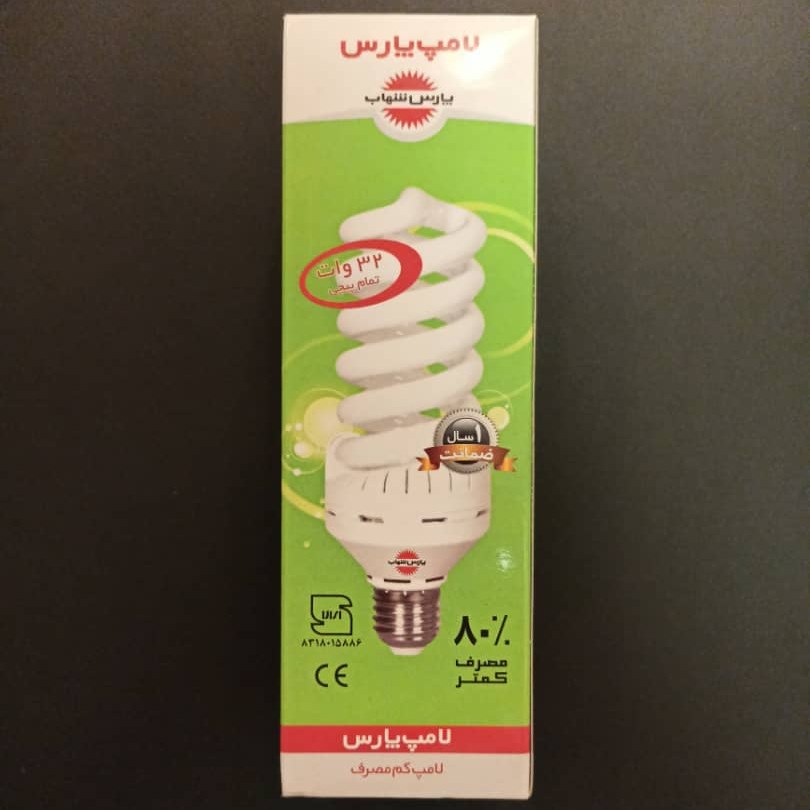 لامپ پارس
پارس شهاب
۳۲ وات
تمام پیچی
۱ سال
ضمانت
پارس شهاب
۸۳۱۸۰۱۵۸۸۶
CE
۸۰٪
مصرف
کمتر
لامپ پارس
لامپ کم مصرف